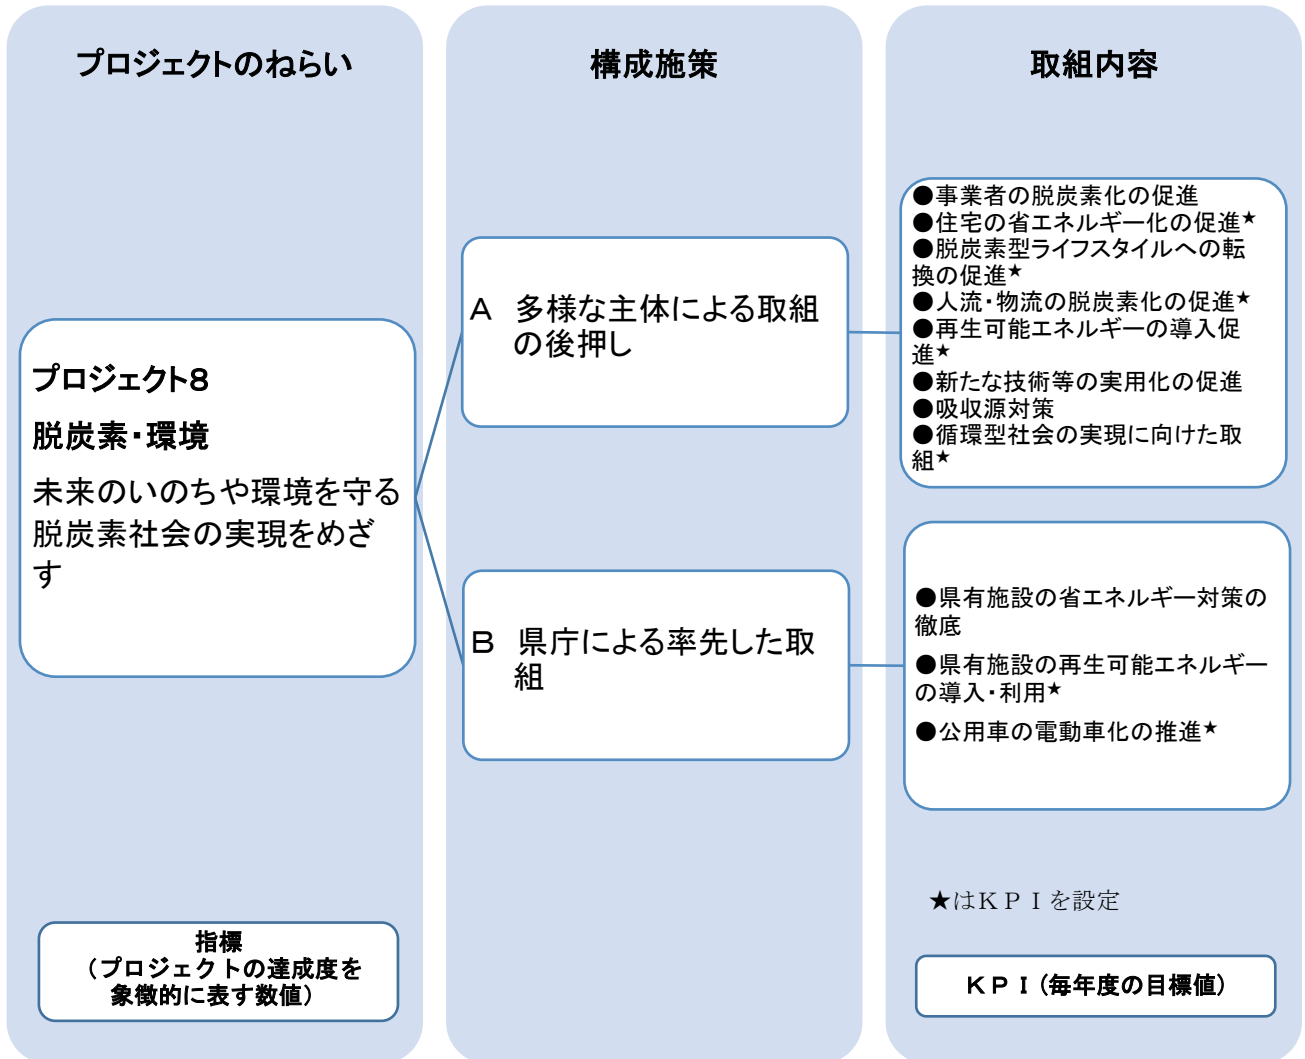 プロジェクトのねらい
構成施策
取組内容
プロジェクト8
脱炭素・環境
未来のいのちや環境を守る
脱炭素社会の実現をめざ
す
A 多様な主体による取組
の後押し
●事業者の脱炭素化の促進
●住宅の省エネルギー化の促進★
●脱炭素型ライフスタイルへの転
換の促進★
●人流・物流の脱炭素化の促進★
●再生可能エネルギーの導入促
進★
●新たな技術等の実用化の促進
●吸収源対策
●循環型社会の実現に向けた取
組★
B 県庁による率先した取
組
●県有施設の省エネルギー対策の
徹底
●県有施設の再生可能エネルギー
の導入・利用★
●公用車の電動車化の推進★
★はKPIを設定
指標
（プロジェクトの達成度を
象徴的に表す数値）
KPI（毎年度の目標値）